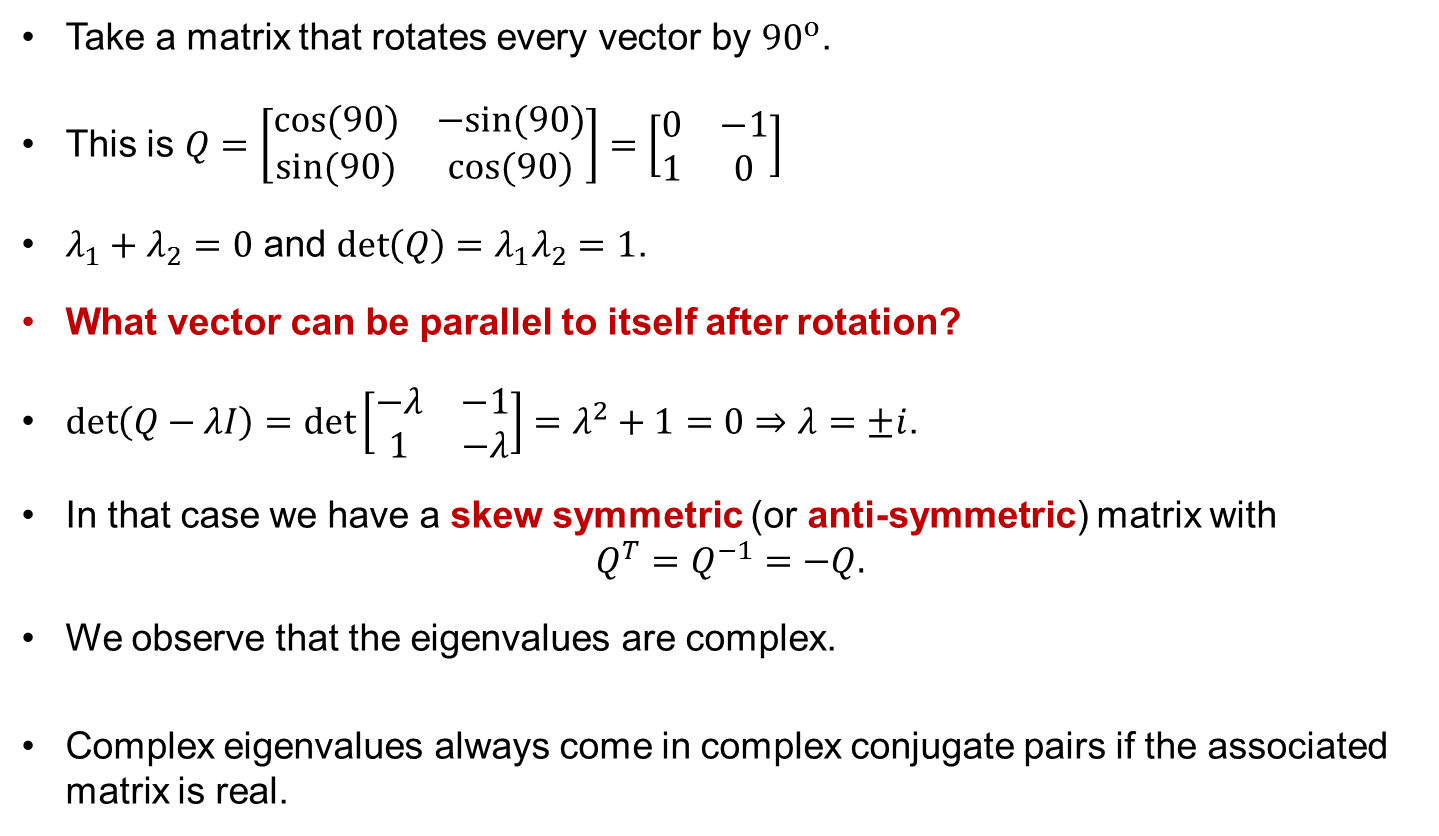 • Take a matrix that rotates every vector by 90º.
• This is Q = [cos(90) −sin(90); sin(90) cos(90)] = [0 −1; 1 0]
• λ₁ + λ₂ = 0 and det(Q) = λ₁λ₂ = 1.
• What vector can be parallel to itself after rotation?
• det(Q − λI) = det[−λ −1; 1 −λ] = λ² + 1 = 0 ⇒ λ = ±i.
• In that case we have a skew symmetric (or anti-symmetric) matrix with
Qᵀ = Q⁻¹ = −Q.
• We observe that the eigenvalues are complex.
• Complex eigenvalues always come in complex conjugate pairs if the associated
matrix is real.